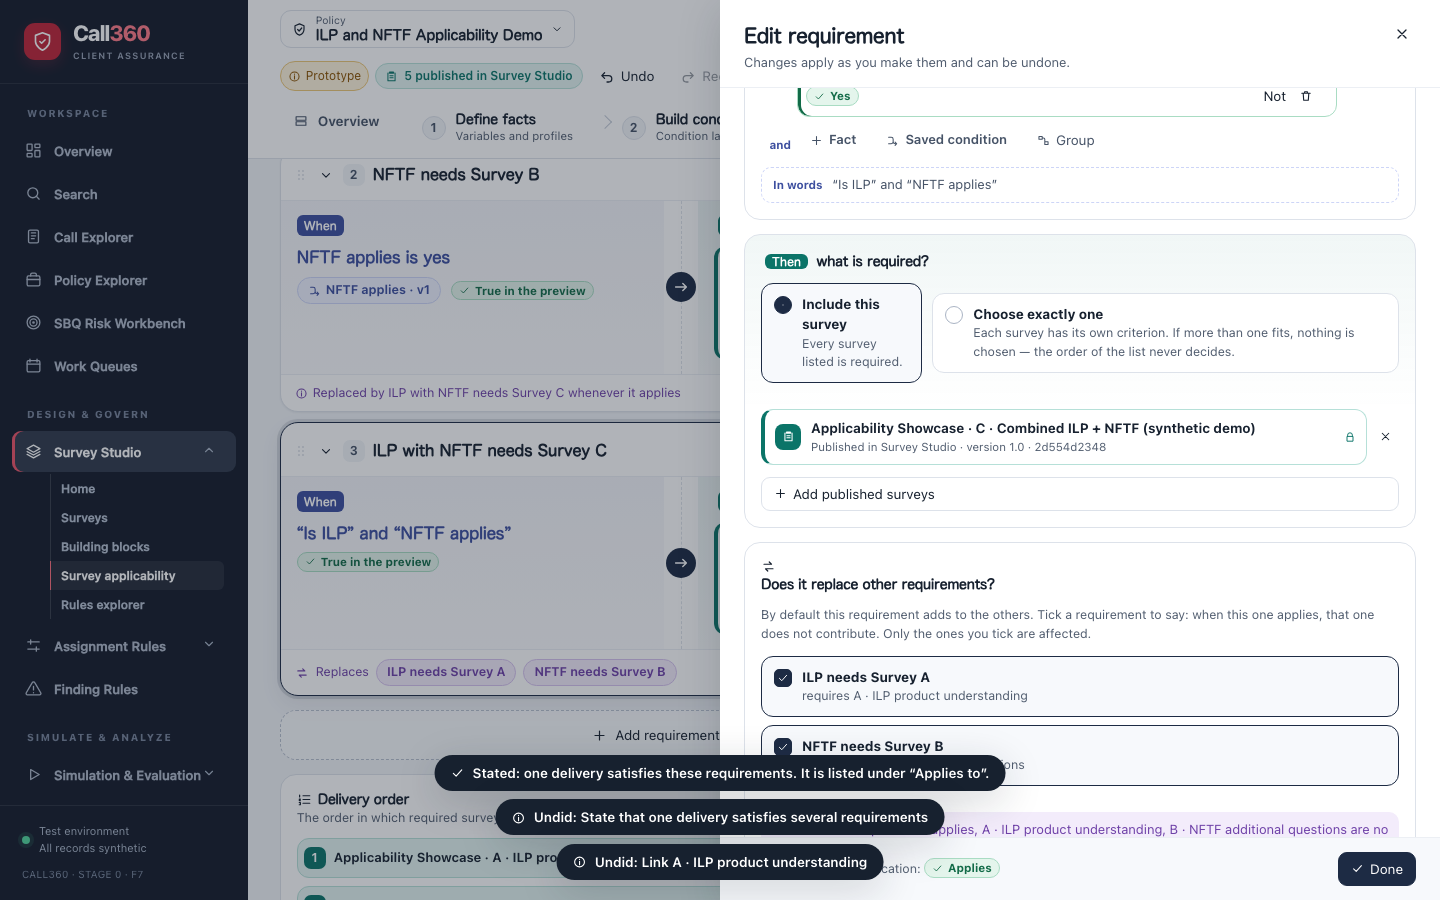 Call360
CLIENT ASSURANCE
WORKSPACE
Overview
Search
Call Explorer
Policy Explorer
SBQ Risk Workbench
Work Queues
DESIGN & GOVERN
Survey Studio
Home
Surveys
Building blocks
Survey applicability
Rules explorer
Assignment Rules
Finding Rules
SIMULATE & ANALYZE
Simulation & Evaluation
Test environment
All records synthetic
CALL360 · STAGE 0 · F7
Policy
ILP and NFTF Applicability Demo
Prototype
5 published in Survey Studio
Undo
Overview
1
Define facts
Variables and profiles
2
2 NFTF needs Survey B
When
NFTF applies is yes
NFTF applies · v1
True in the preview
Replaced by ILP with NFTF needs Survey C whenever it applies
3 ILP with NFTF needs Survey C
When
“Is ILP” and “NFTF applies”
True in the preview
Replaces
ILP needs Survey A
NFTF needs Survey B
Add requirement
Delivery order
The order in which required
1 Applicability Showcase · A · ILP
Edit requirement
Changes apply as you make them and can be undone.
Yes
Not
and
Fact
Saved condition
Group
In words “Is ILP” and “NFTF applies”
Then what is required?
Include this
survey
Every survey
listed is required.
Choose exactly one
Each survey has its own criterion. If more than one fits, nothing is
chosen — the order of the list never decides.
Applicability Showcase · C · Combined ILP + NFTF (synthetic demo)
Published in Survey Studio · version 1.0 · 2d554d2348
Add published surveys
Does it replace other requirements?
By default this requirement adds to the others. Tick a requirement to say: when this one applies, that one
does not contribute. Only the ones you tick are affected.
ILP needs Survey A
requires A · ILP product understanding
NFTF needs Survey B
applies, A · ILP product understanding, B · NFTF additional questions are no
Applies
Done
Stated: one delivery satisfies these requirements. It is listed under “Applies to”.
Undid: State that one delivery satisfies several requirements
Undid: Link A · ILP product understanding